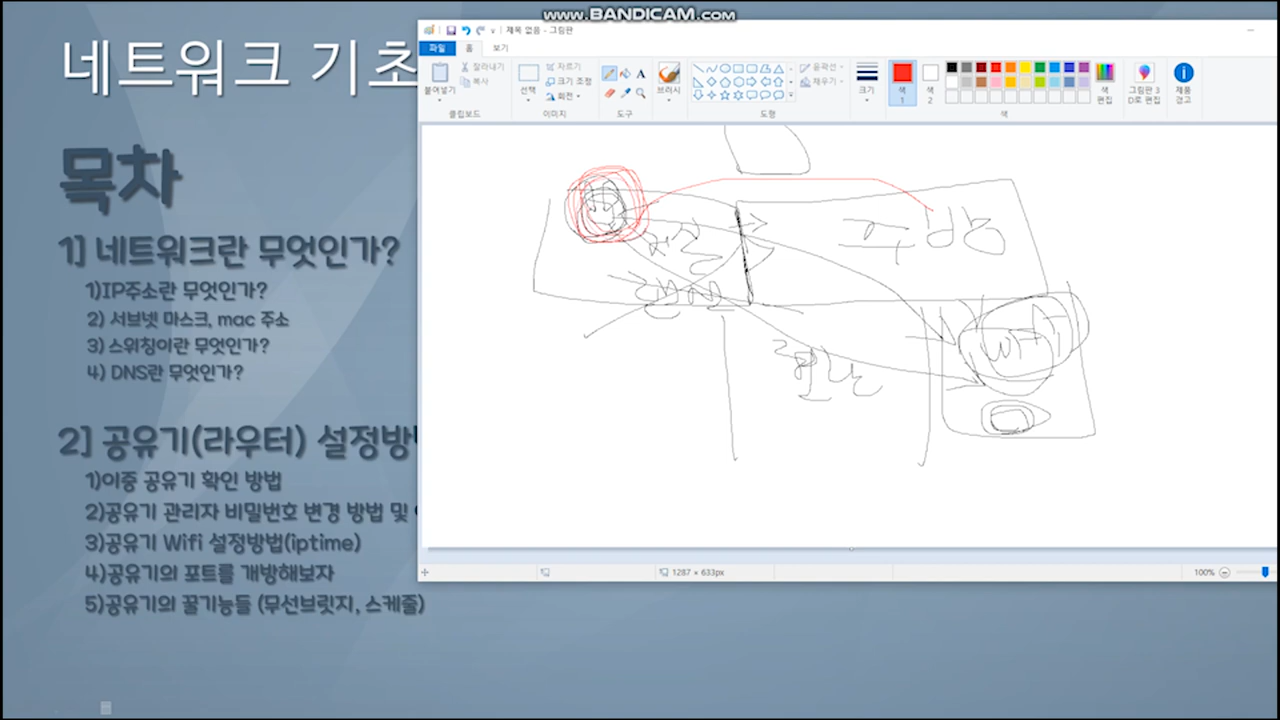 www.BANDICAM.com
네트워크 기초
목차
1] 네트워크란 무엇인가?
1)IP주소란 무엇인가?
2) 서브넷 마스크, mac 주소
3) 스위칭이란 무엇인가?
4) DNS란 무엇인가?
2] 공유기(라우터) 설정방
1)이중 공유기 확인 방법
2)공유기 관리자 비밀번호 변경 방법 및
3)공유기 Wifi 설정방법(iptime)
4)공유기의 포트를 개방해보자
5)공유기의 꿀기능들 (무선브릿지, 스케줄)
제목 없음 - 그림판
파일 홈 보기
붙여넣기 잘라내기 복사 클립보드
선택 자르기 크기 조정 회전 이미지
A 도구
브러시
윤곽선 채우기 도형
크기
색 1 색 2 색 편집 색
그림판 3D로 편집
제품 경고
거실
주방
WiFi
1287 × 633px
100%